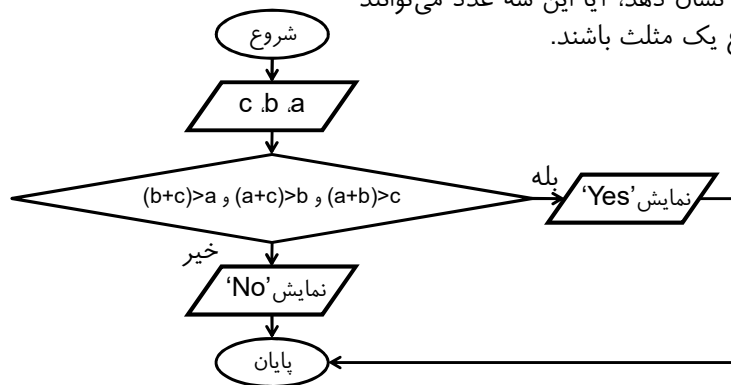 نشان دهد، آیا این سه عدد می‌توانند
یک مثلث باشند.
شروع
a، b، c
(a+b)>c و (a+c)>b و (b+c)>a
بله
نمایش 'Yes'
خیر
نمایش 'No'
پایان